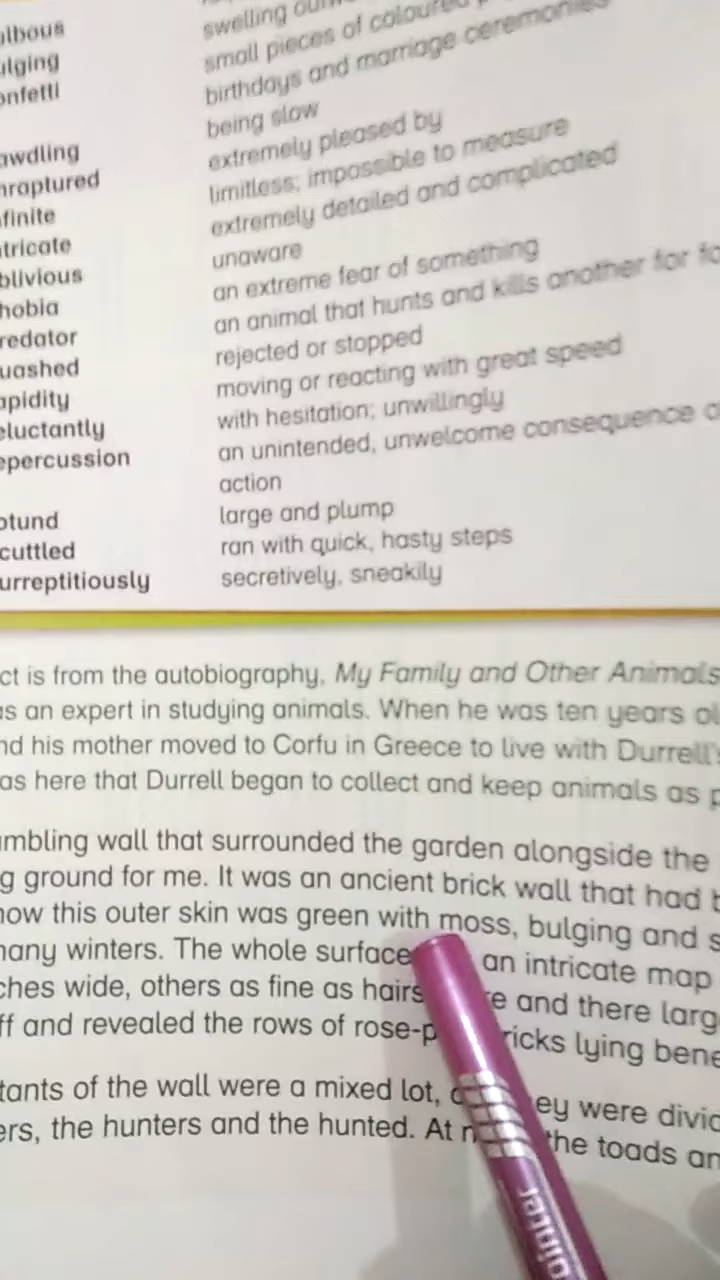 swelling
small pieces of coloured
birthdays and marriage ceremonies
being slow
extremely pleased by
limitless; impossible to measure
extremely detailed and complicated
unaware
an extreme fear of something
an animal that hunts and kills another for
rejected or stopped
moving or reacting with great speed
with hesitation; unwillingly
an unintended, unwelcome consequence
action
large and plump
ran with quick, hasty steps
secretively, sneakily
lbous
lging
nfetti
awdling
nraptured
finite
tricate
blivious
hobia
redator
uashed
apidity
eluctantly
epercussion
otund
cuttled
urreptitiously
ct is from the autobiography, My Family and Other Animals
as an expert in studying animals. When he was ten years ol
nd his mother moved to Corfu in Greece to live with Durrell's
as here that Durrell began to collect and keep animals as p
mbling wall that surrounded the garden alongside the
g ground for me. It was an ancient brick wall that had b
now this outer skin was green with moss, bulging and s
many winters. The whole surface an intricate map
ches wide, others as fine as hairs e and there larg
ff and revealed the rows of rose-p ricks lying bene
tants of the wall were a mixed lot, ey were divid
ers, the hunters and the hunted. At n the toads an
ointer